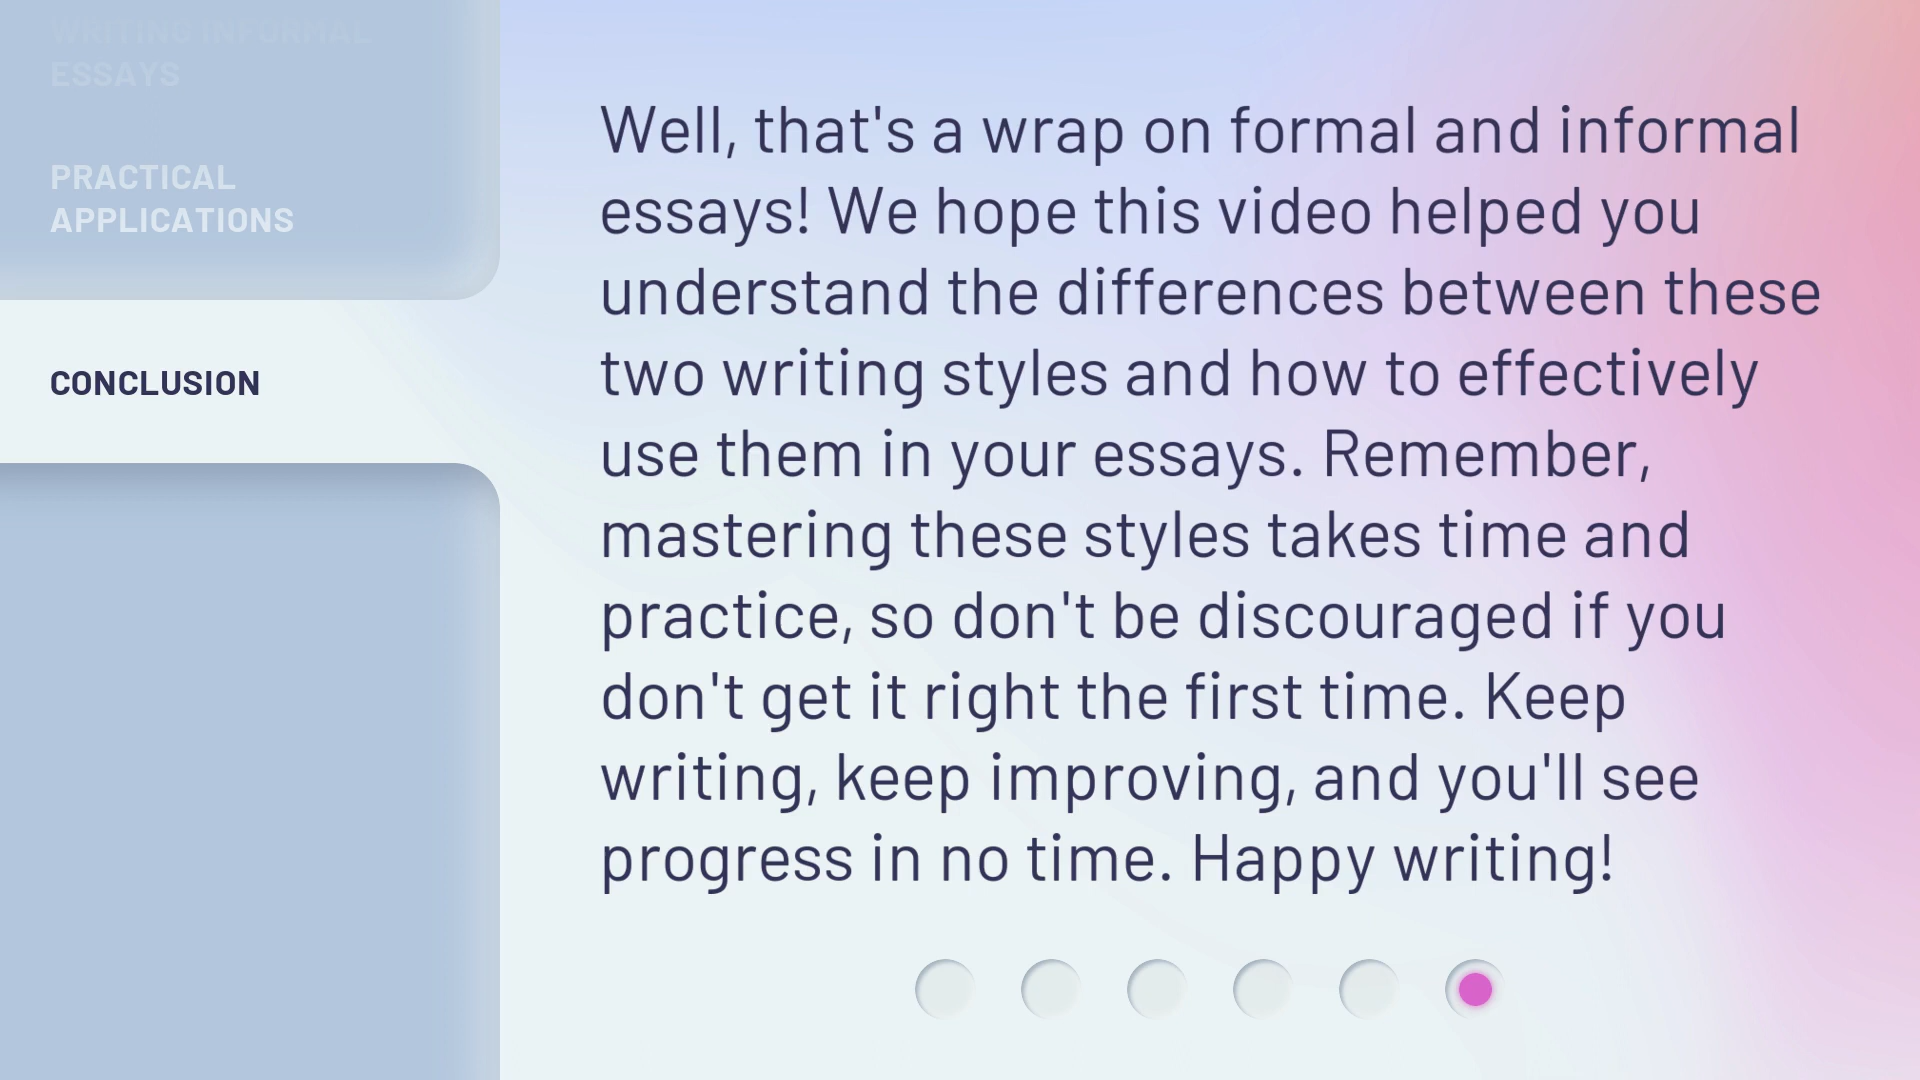 WRITING INFORMAL
ESSAYS
PRACTICAL
APPLICATIONS
CONCLUSION
Well, that's a wrap on formal and informal
essays! We hope this video helped you
understand the differences between these
two writing styles and how to effectively
use them in your essays. Remember,
mastering these styles takes time and
practice, so don't be discouraged if you
don't get it right the first time. Keep
writing, keep improving, and you'll see
progress in no time. Happy writing!